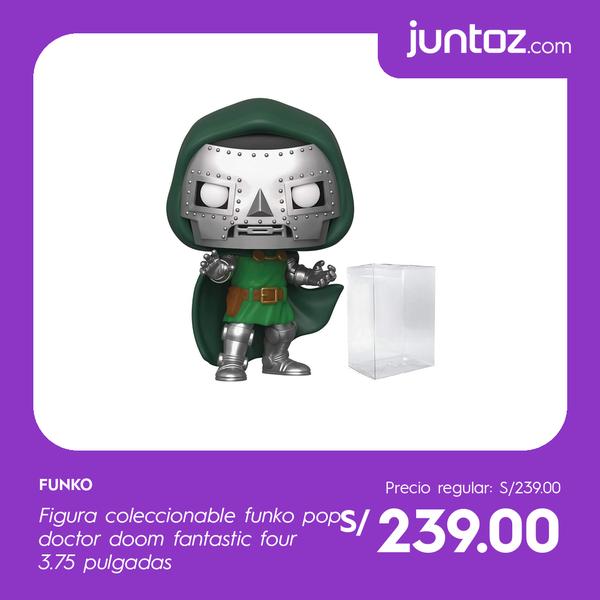 juntoz.com
FUNKO
Figura coleccionable funko pop
doctor doom fantastic four
3.75 pulgadas
Precio regular: S/239.00
S/ 239.00